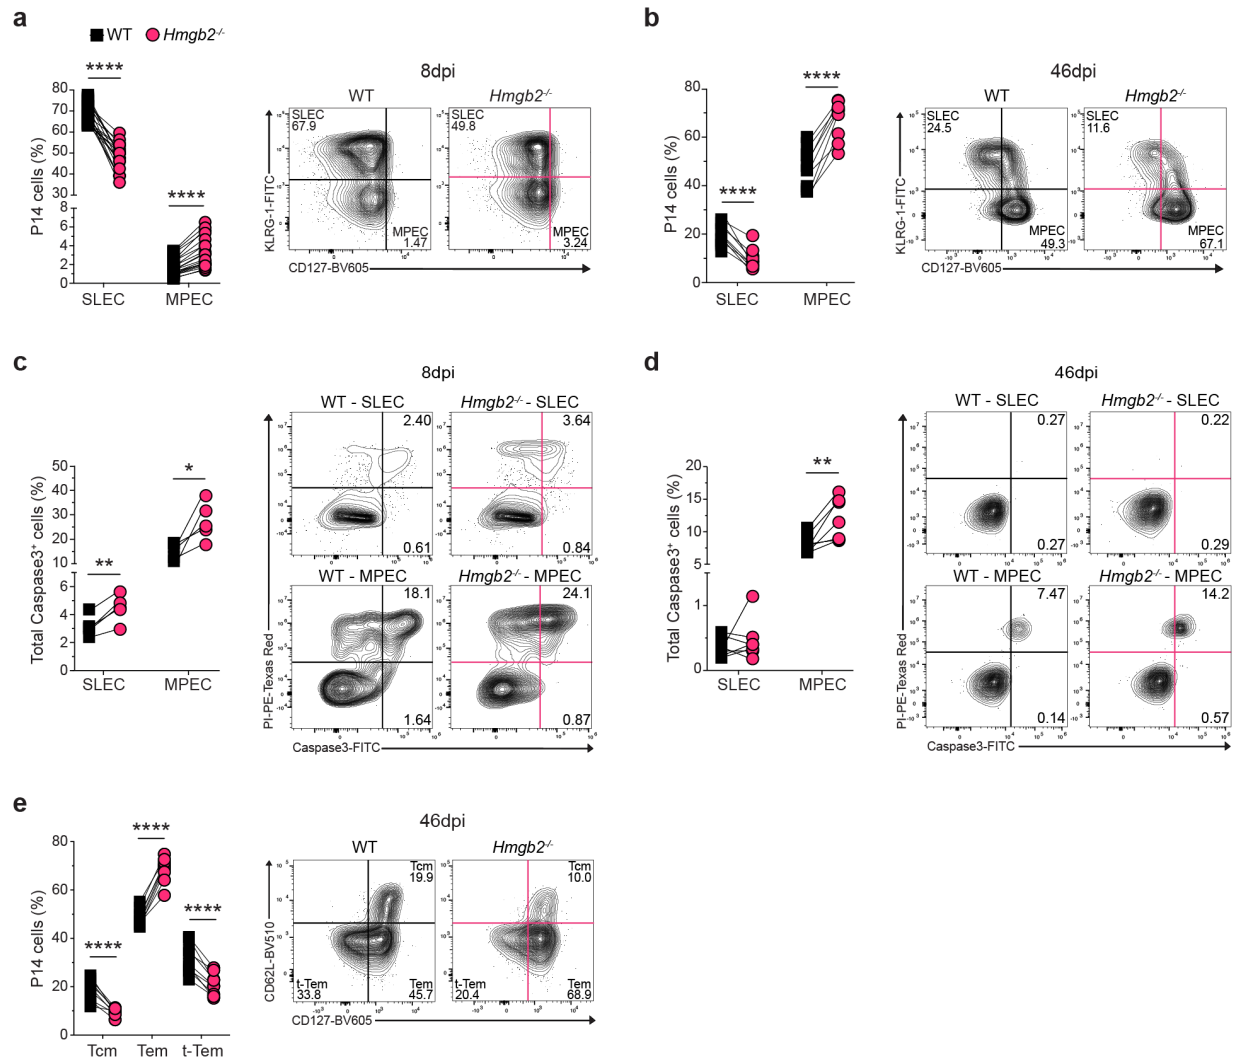 a
WT Hmgb2-/-
****
****
P14 cells (%)
80
70
60
50
40
30
8
6
4
2
0
SLEC MPEC
8dpi
WT Hmgb2-/-
SLEC
67.9
MPEC
1.47
SLEC
49.8
MPEC
3.24
KLRG-1-FITC
CD127-BV605
b
****
****
P14 cells (%)
80
60
40
20
0
SLEC MPEC
46dpi
WT Hmgb2-/-
SLEC
24.5
MPEC
49.3
SLEC
11.6
MPEC
67.1
KLRG-1-FITC
CD127-BV605
c
**
*
Total Caspase3+ cells (%)
50
40
30
20
10
6
4
2
0
SLEC MPEC
8dpi
WT - SLEC Hmgb2-/- - SLEC
2.40
0.61
3.64
0.84
WT - MPEC Hmgb2-/- - MPEC
18.1
1.64
24.1
0.87
PI-PE-Texas Red
Caspase3-FITC
d
**
Total Caspase3+ cells (%)
20
15
10
5
1
0
SLEC MPEC
46dpi
WT - SLEC Hmgb2-/- - SLEC
0.27
0.27
0.22
0.29
WT - MPEC Hmgb2-/- - MPEC
7.47
0.14
14.2
0.57
PI-PE-Texas Red
Caspase3-FITC
e
****
****
****
P14 cells (%)
80
60
40
20
0
Tcm Tem t-Tem
46dpi
WT Hmgb2-/-
Tcm
19.9
t-Tem
33.8
Tem
45.7
Tcm
10.0
t-Tem
20.4
Tem
68.9
CD62L-BV510
CD127-BV605